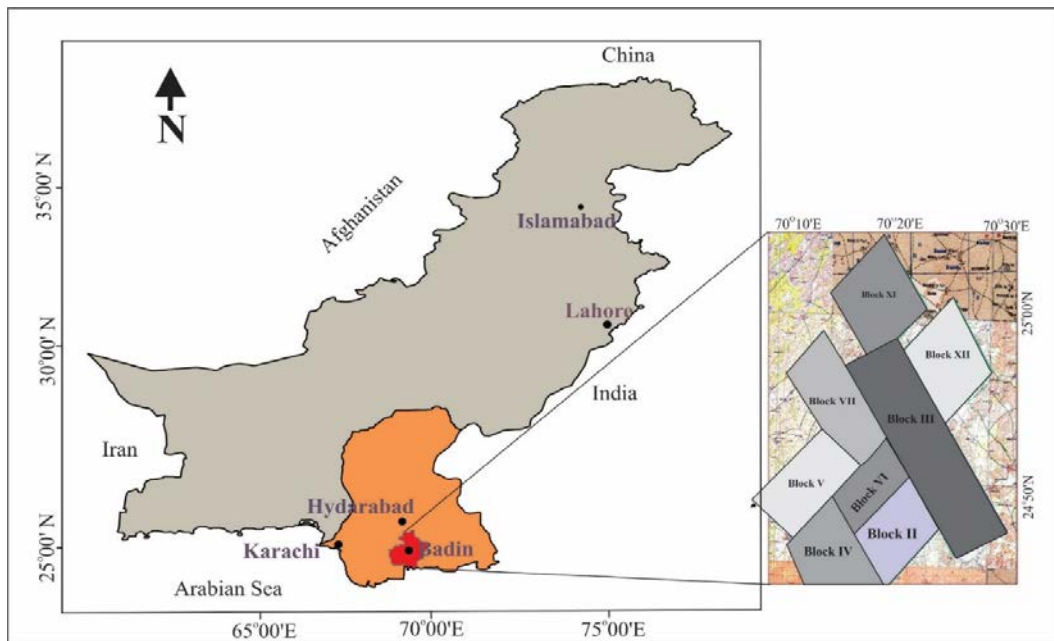 China
N
35°00' N
Afghanistan
Islamabad
70°10'E
70°20'E
70°30'E
Block XI
Lahoro
25°00'N
30°00' N
Block XII
India
Block VII
Block III
Iran
Block V
Block VI
24°50'N
Hydarabad
Block II
25°00' N
Karachi
Badin
Block IV
Arabian Sea
65°00'E
70°00'E
75°00'E